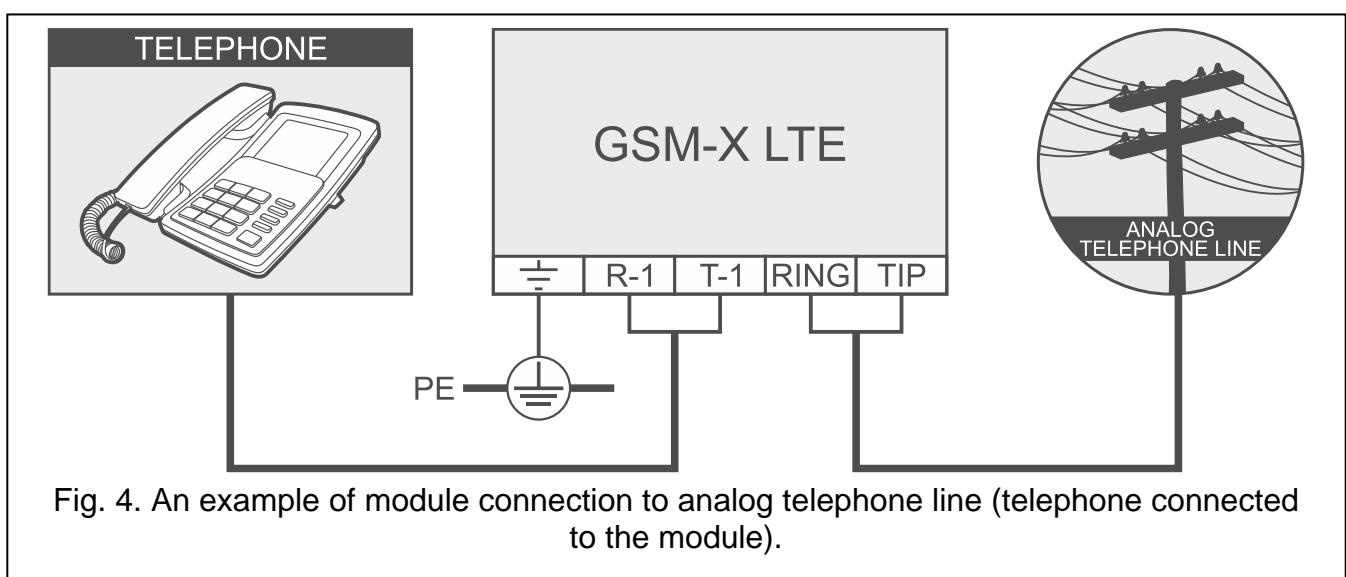 TELEPHONE
GSM-X LTE
ANALOG
TELEPHONE LINE
R-1 T-1 RING TIP
PE
Fig. 4. An example of module connection to analog telephone line (telephone connected
to the module).